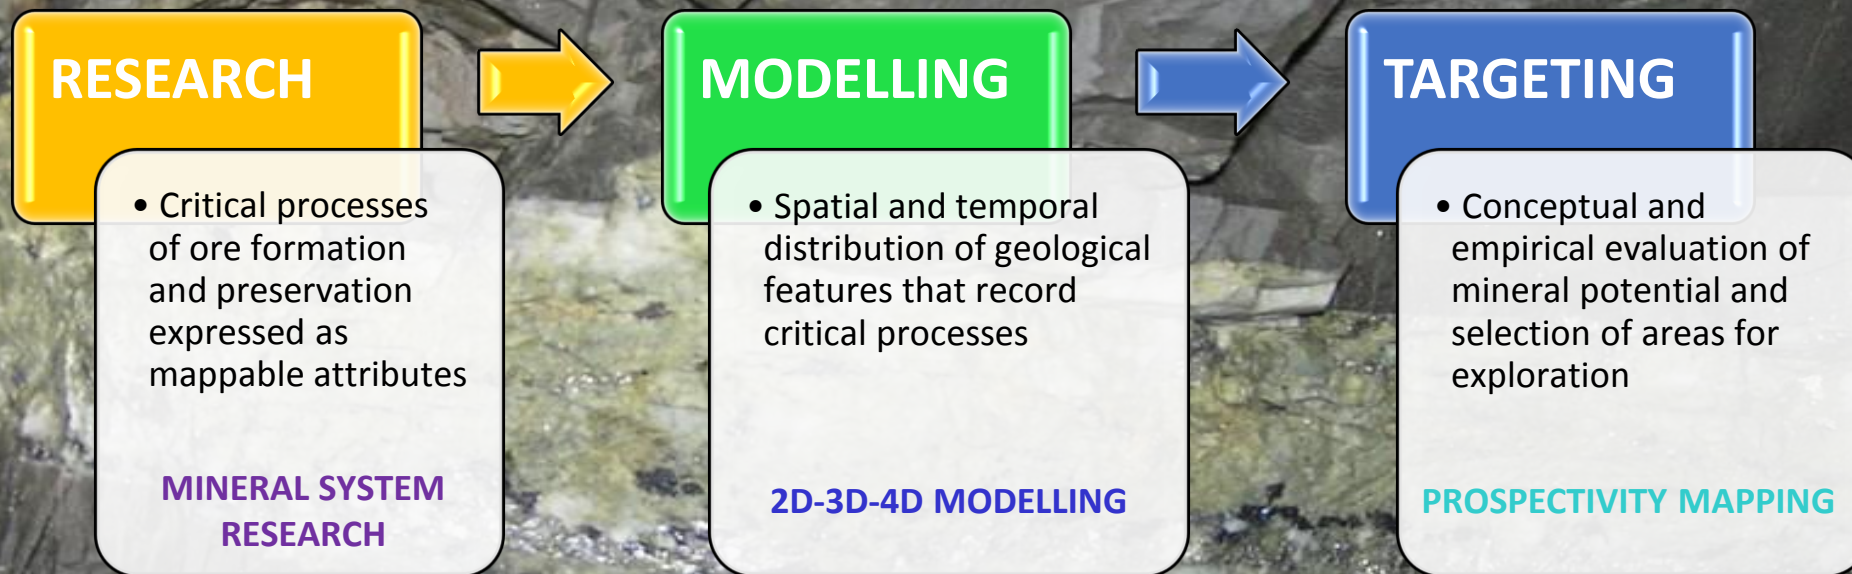 RESEARCH
• Critical processes
of ore formation
and preservation
expressed as
mappable attributes
MINERAL SYSTEM
RESEARCH
MODELLING
• Spatial and temporal
distribution of geological
features that record
critical processes
2D-3D-4D MODELLING
TARGETING
• Conceptual and
empirical evaluation of
mineral potential and
selection of areas for
exploration
PROSPECTIVITY MAPPING